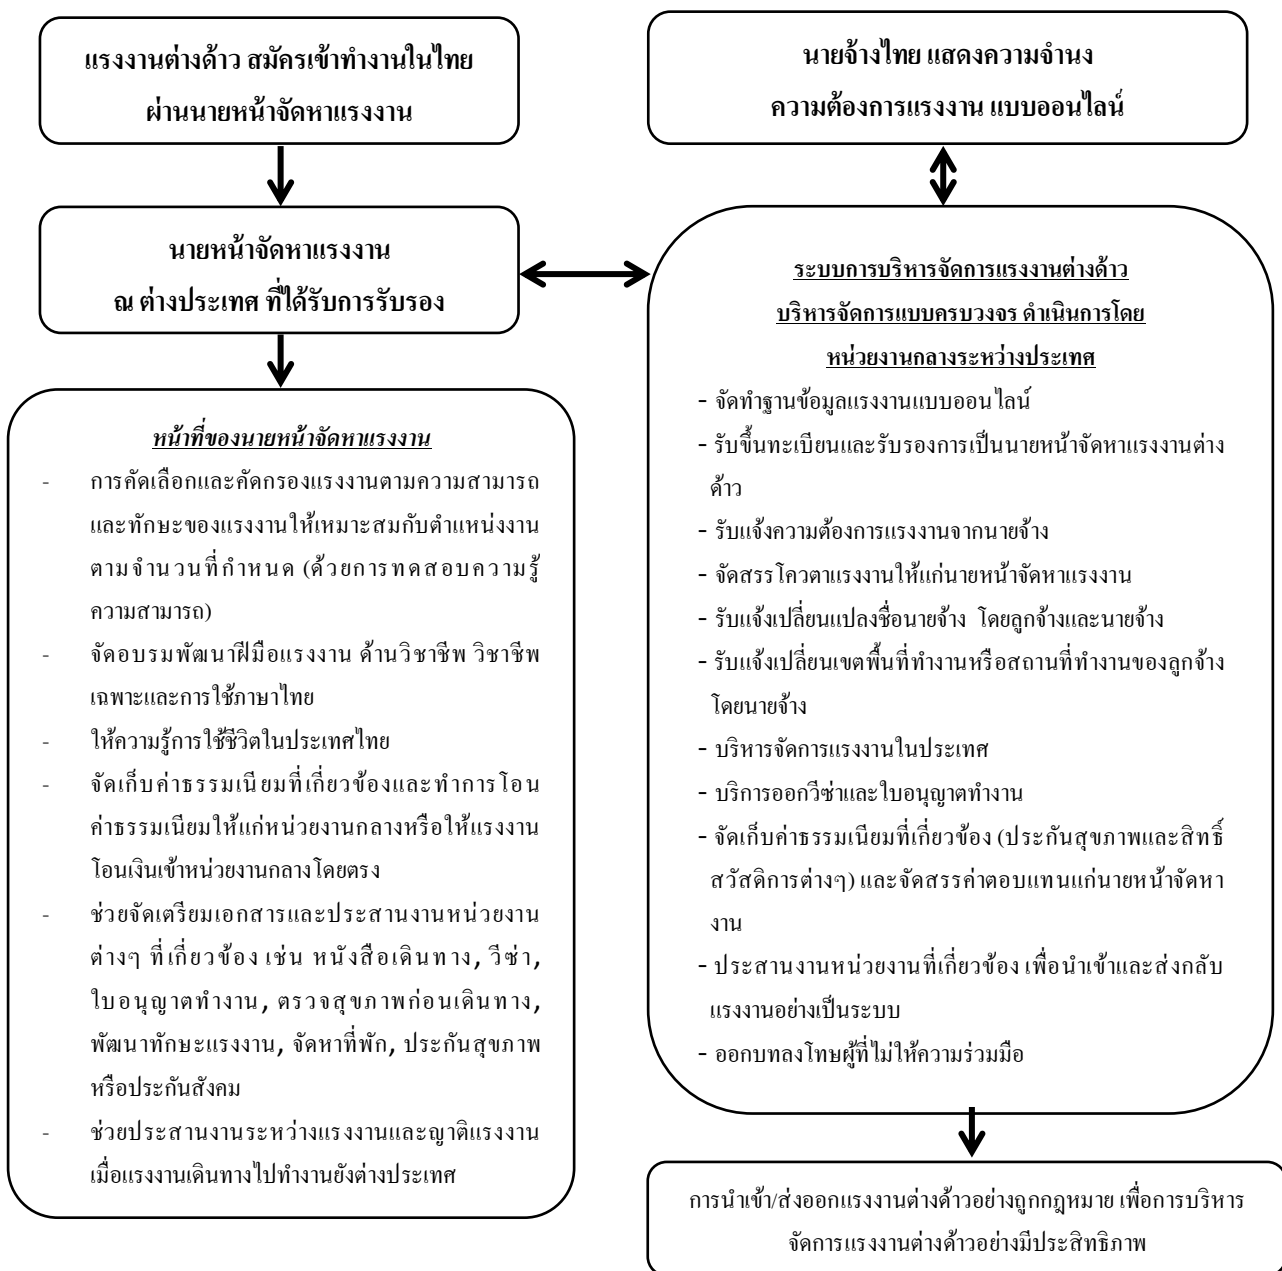 แรงงานต่างด้าว สมัครเข้าทำงานในไทย
ผ่านนายหน้าจัดหาแรงงาน
นายจ้างไทย แสดงความจำนง
ความต้องการแรงงาน แบบออนไลน์
นายหน้าจัดหาแรงงาน
ณ ต่างประเทศ ที่ได้รับการรับรอง
หน้าที่ของนายหน้าจัดหาแรงงาน
- การคัดเลือกและคัดกรองแรงงานตามความสามารถ
และทักษะของแรงงานให้เหมาะสมกับตำแหน่งงาน
ตามจำนวนที่กำหนด (ด้วยการทดสอบความรู้
ความสามารถ)
- จัดอบรมพัฒนาฝีมือแรงงาน ด้านวิชาชีพ วิชาชีพ
เฉพาะและการใช้ภาษาไทย
- ให้ความรู้การใช้ชีวิตในประเทศไทย
- จัดเก็บค่าธรรมเนียมที่เกี่ยวข้องและทำการโอน
ค่าธรรมเนียมให้แก่หน่วยงานกลางหรือให้แรงงาน
โอนเงินเข้าหน่วยงานกลางโดยตรง
- ช่วยจัดเตรียมเอกสารและประสานงานหน่วยงาน
ต่างๆ ที่เกี่ยวข้อง เช่น หนังสือเดินทาง, วีซ่า,
ใบอนุญาตทำงาน, ตรวจสุขภาพก่อนเดินทาง,
พัฒนาทักษะแรงงาน, จัดหาที่พัก, ประกันสุขภาพ
หรือประกันสังคม
- ช่วยประสานงานระหว่างแรงงานและญาติแรงงาน
เมื่อแรงงานเดินทางไปทำงานยังต่างประเทศ
ระบบการบริหารจัดการแรงงานต่างด้าว
บริหารจัดการแบบครบวงจร ดำเนินการโดย
หน่วยงานกลางระหว่างประเทศ
- จัดทำฐานข้อมูลแรงงานแบบออนไลน์
- รับขึ้นทะเบียนและรับรองการเป็นนายหน้าจัดหาแรงงานต่าง
ด้าว
- รับแจ้งความต้องการแรงงานจากนายจ้าง
- จัดสรรโควตาแรงงานให้แก่นายหน้าจัดหาแรงงาน
- รับแจ้งเปลี่ยนแปลงชื่อนายจ้าง โดยลูกจ้างและนายจ้าง
- รับแจ้งเปลี่ยนเขตพื้นที่ทำงานหรือสถานที่ทำงานของลูกจ้าง
โดยนายจ้าง
- บริหารจัดการแรงงานในประเทศ
- บริการออกวีซ่าและใบอนุญาตทำงาน
- จัดเก็บค่าธรรมเนียมที่เกี่ยวข้อง (ประกันสุขภาพและสิทธิ์
สวัสดิการต่างๆ) และจัดสรรค่าตอบแทนแก่นายหน้าจัดหา
งาน
- ประสานงานหน่วยงานที่เกี่ยวข้อง เพื่อนำเข้าและส่งกลับ
แรงงานอย่างเป็นระบบ
- ออกบทลงโทษผู้ที่ไม่ให้ความร่วมมือ
การนำเข้า/ส่งออกแรงงานต่างด้าวอย่างถูกกฎหมาย เพื่อการบริหาร
จัดการแรงงานต่างด้าวอย่างมีประสิทธิภาพ